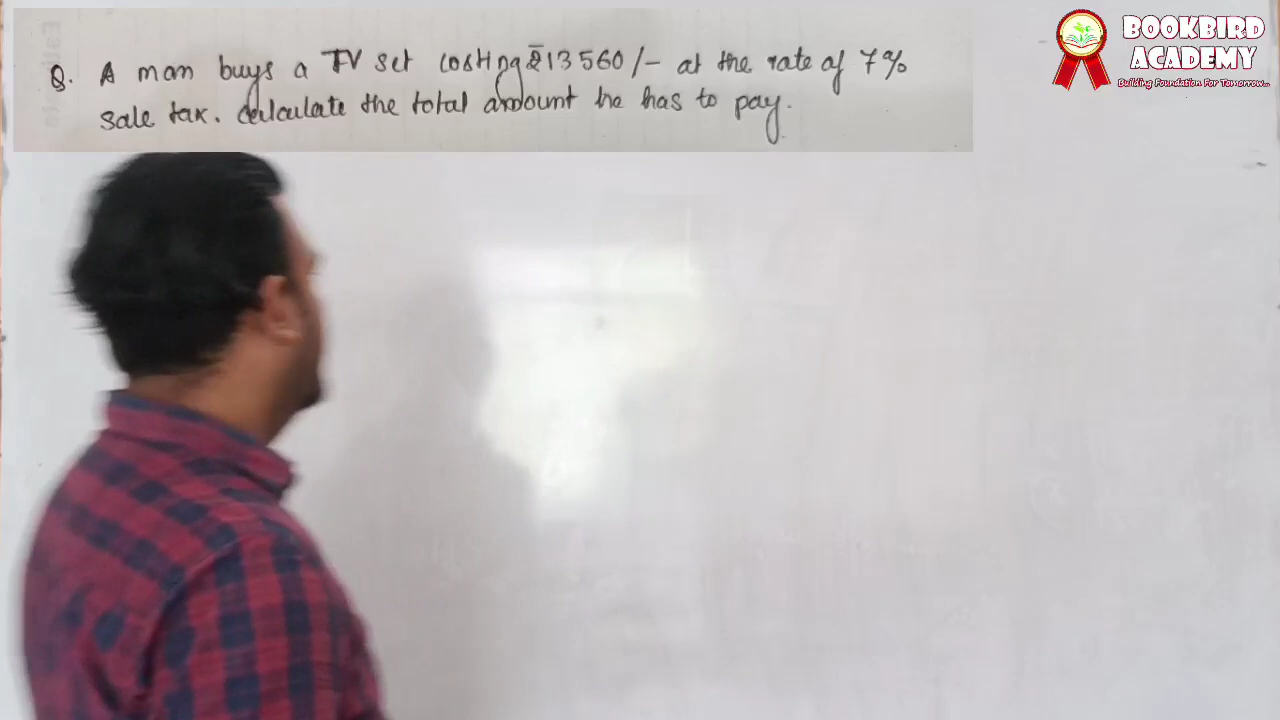 Q. A man buys a TV set costing ₹13560/- at the rate of 7%
sale tax. Calculate the total amount he has to pay.
BOOKBIRD
ACADEMY
Building Foundation For Tomorrow...